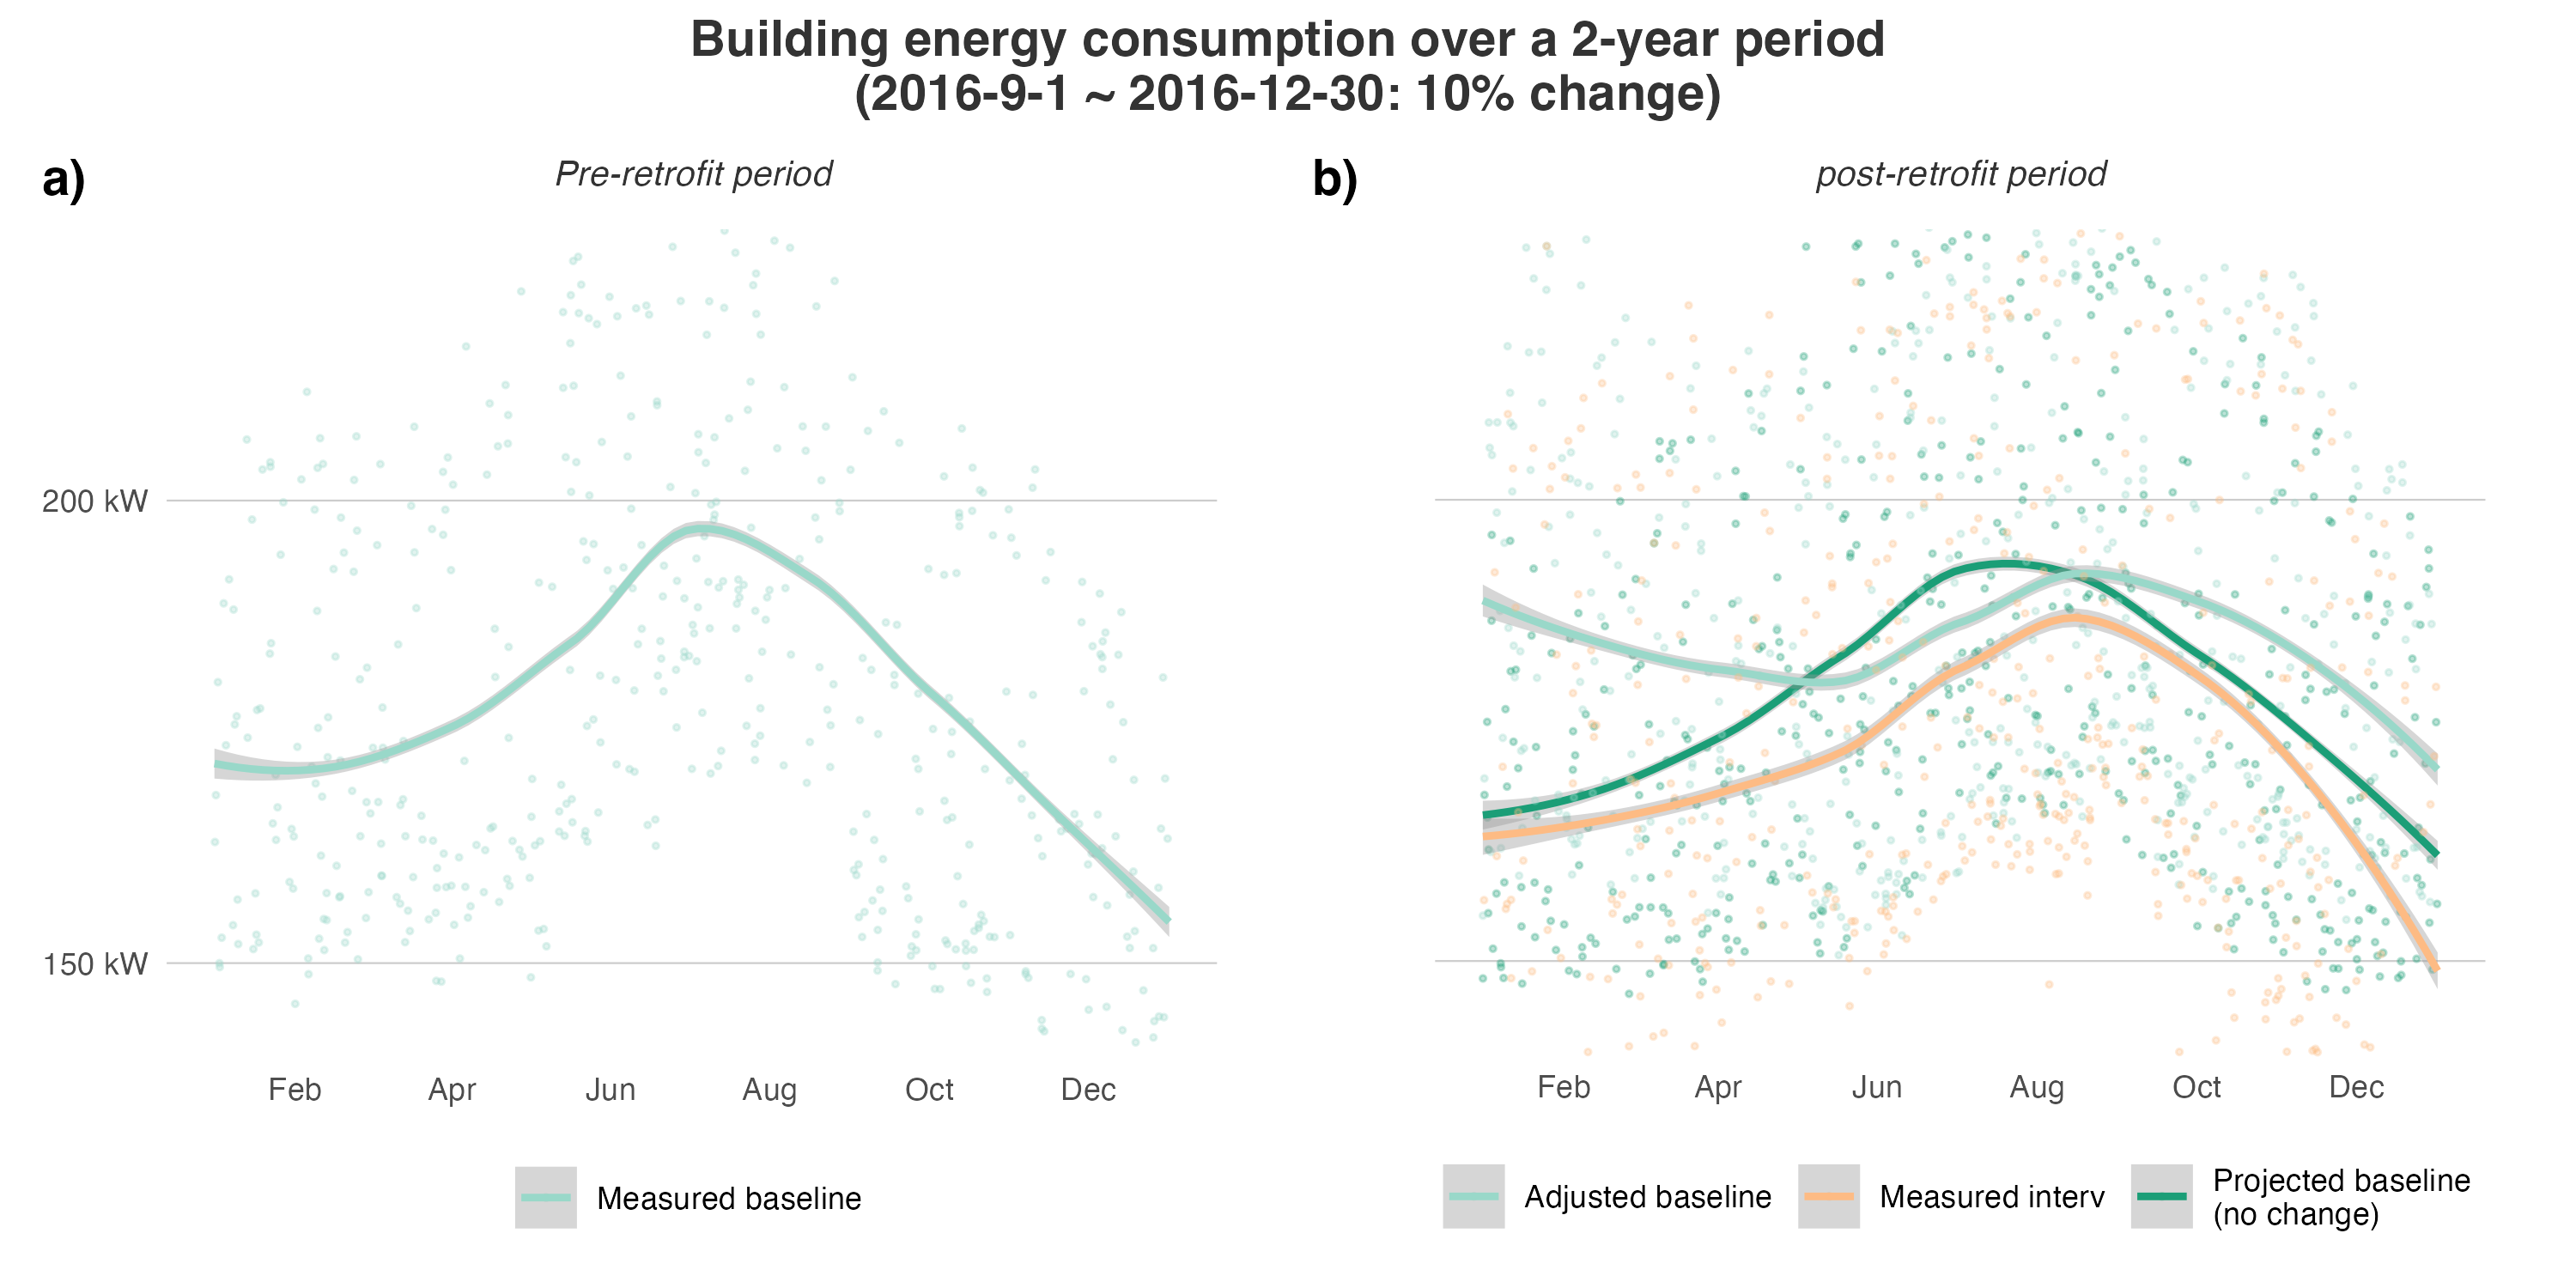 Building energy consumption over a 2-year period
(2016-9-1 ~ 2016-12-30: 10% change)
a)
Pre-retrofit period
200 kW
150 kW
Feb Apr Jun Aug Oct Dec
Measured baseline
b)
post-retrofit period
Feb Apr Jun Aug Oct Dec
Adjusted baseline
Measured interv
Projected baseline
(no change)